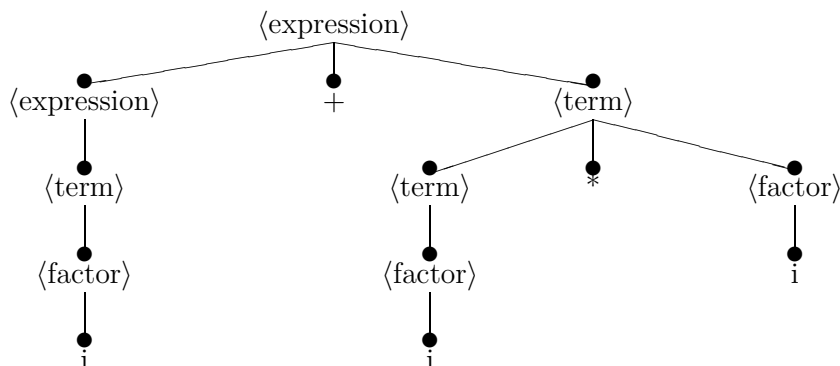 ⟨expression⟩
⟨expression⟩ + ⟨term⟩
⟨term⟩ ⟨term⟩ * ⟨factor⟩
⟨factor⟩ ⟨factor⟩ i
i i